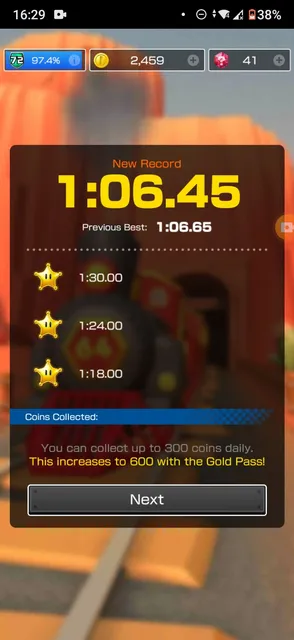 16:29
38%
72 97.4% i
2,459
41
New Record
1:06.45
Previous Best: 1:06.65
1:30.00
1:24.00
1:18.00
Coins Collected:
You can collect up to 300 coins daily.
This increases to 600 with the Gold Pass!
Next